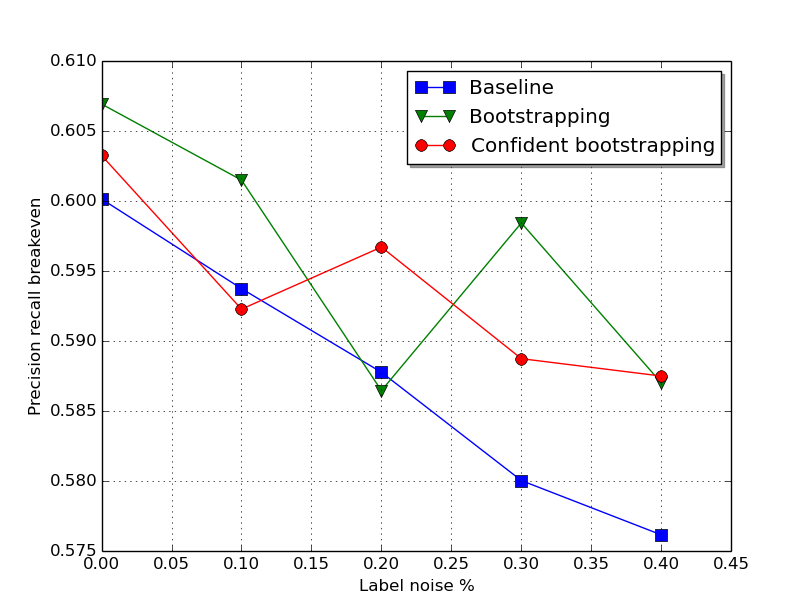 0.610
0.605
0.600
0.595
0.590
0.585
0.580
0.575
Precision recall breakeven
Baseline
Bootstrapping
Confident bootstrapping
0.00 0.05 0.10 0.15 0.20 0.25 0.30 0.35 0.40 0.45
Label noise %